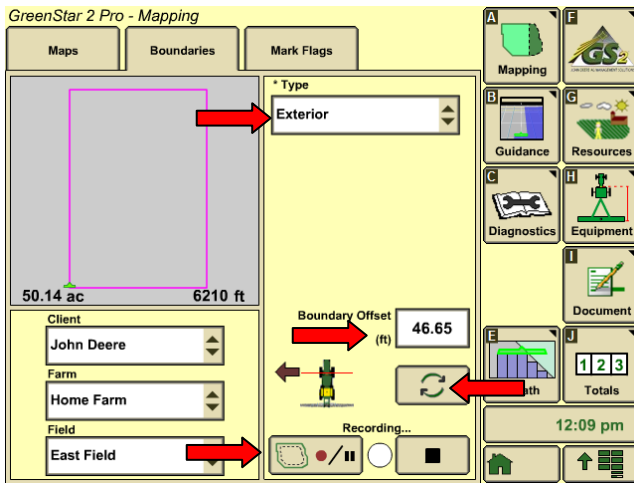 GreenStar 2 Pro - Mapping
Maps
Boundaries
Mark Flags
50.14 ac
6210 ft
Client
John Deere
Farm
Home Farm
Field
East Field
* Type
Exterior
Boundary Offset
(ft)
46.65
Recording...
A
Mapping
F
GS2
B
Guidance
G
Resources
C
Diagnostics
H
Equipment
I
Document
E
J
1 2 3
Totals
12:09 pm